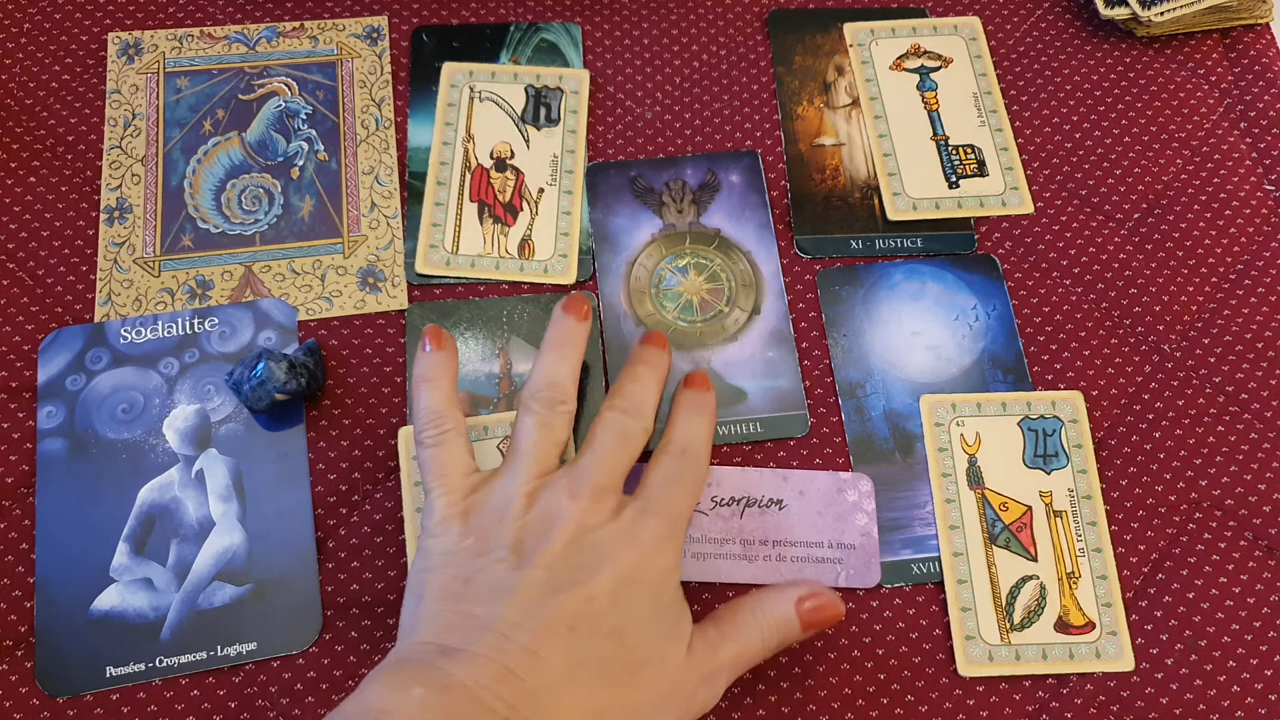 fatalité
1
la destinée
XI - JUSTICE
Sodalite
WHEEL
scorpion
challenges qui se présentent à moi
d'apprentissage et de croissance
43
la renommée
XVII
Pensées - Croyances - Logique